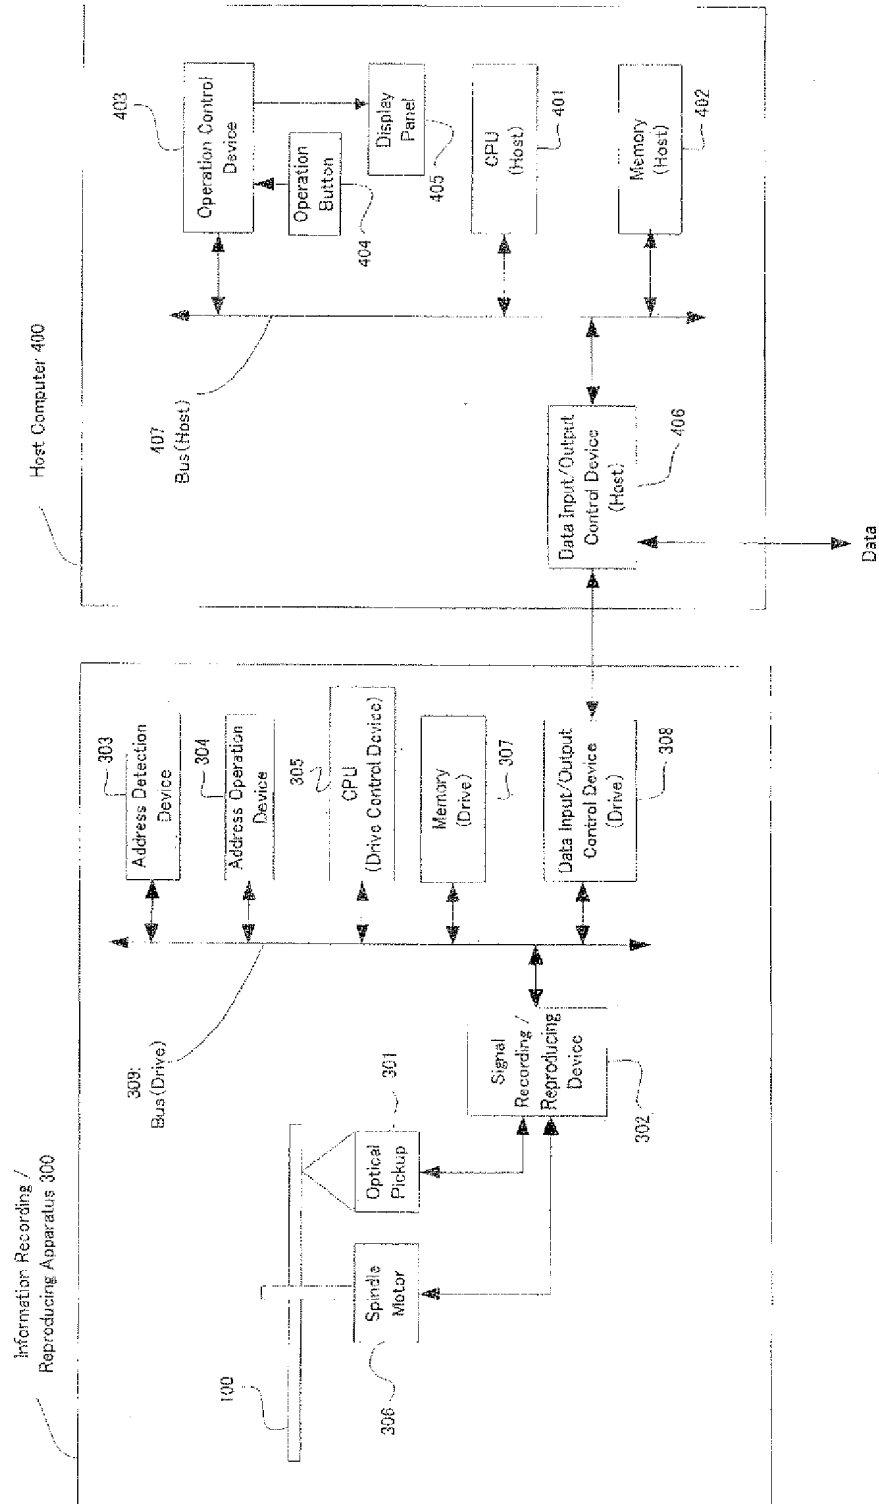 Information Recording /
Reproducing Apparatus 300
100
306
Spindle
Motor
Optical
Pickup
301
309:
Bus(Drive)
Signal
Recording /
Reproducing
Device
302
303
Address Detection
Device
304
Address Operation
Device
305
CPU
(Drive Control Device)
307
Memory
(Drive)
308
Data Input/Output
Control Device
(Drive)
Host Computer 400
407
Bus(Host)
403
Operation Control
Device
Operation
Button
404
Display
Panel
405
CPU
(Host)
401
Memory
(Host)
402
Data Input/Output
Control Device
(Host)
406
Data